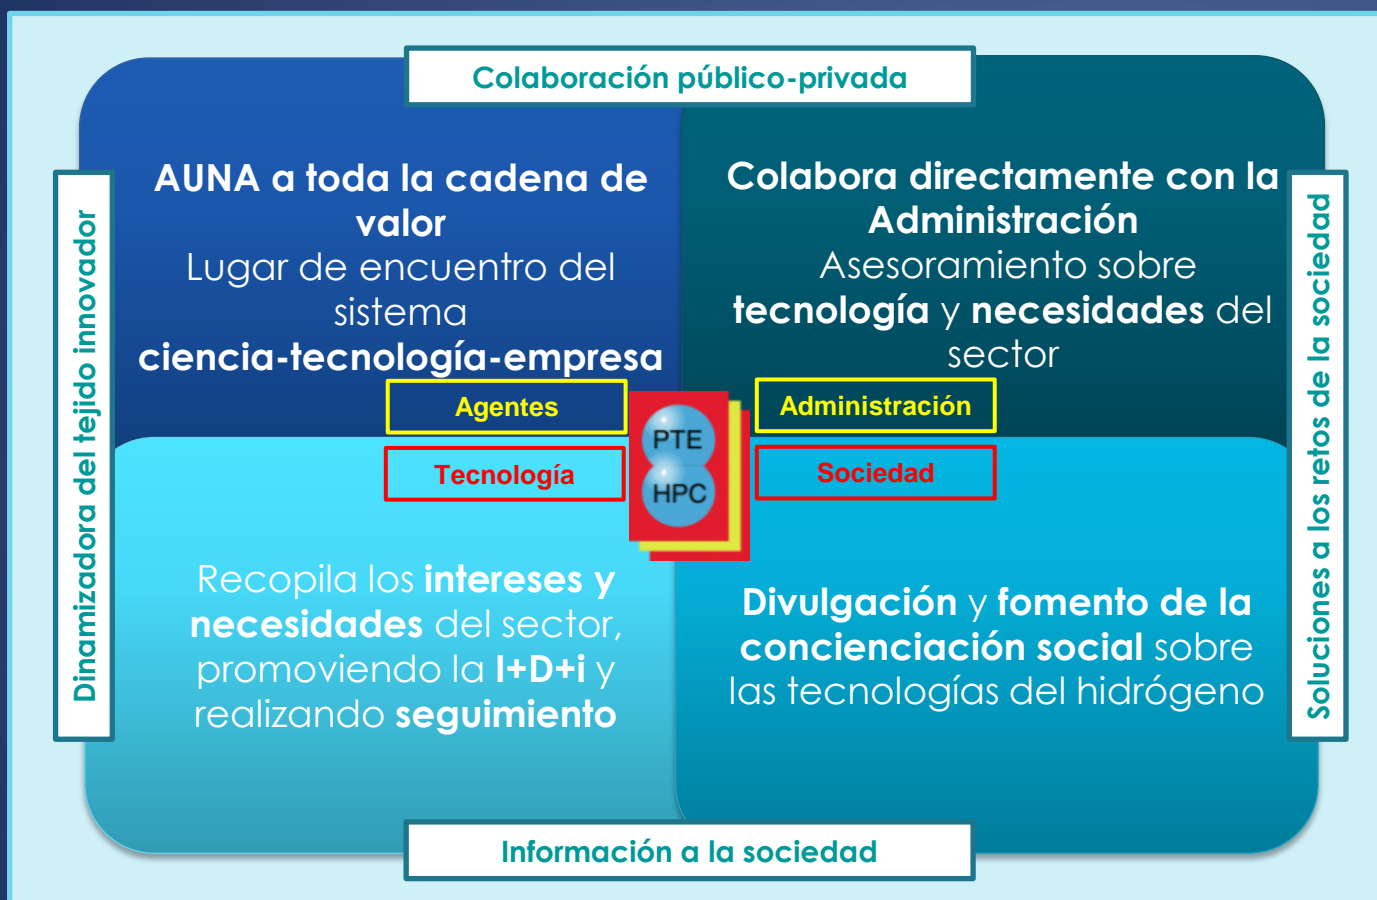 Colaboración público-privada
AUNA a toda la cadena de
valor
Lugar de encuentro del
sistema
ciencia-tecnología-empresa
Colabora directamente con la
Administración
Asesoramiento sobre
tecnología y necesidades del
sector
Dinamizadora del tejido innovador
Soluciones a los retos de la sociedad
Agentes
Administración
PTE
HPC
Tecnología
Sociedad
Recopila los intereses y
necesidades del sector,
promoviendo la I+D+i y
realizando seguimiento
Divulgación y fomento de la
concienciación social sobre
las tecnologías del hidrógeno
Información a la sociedad